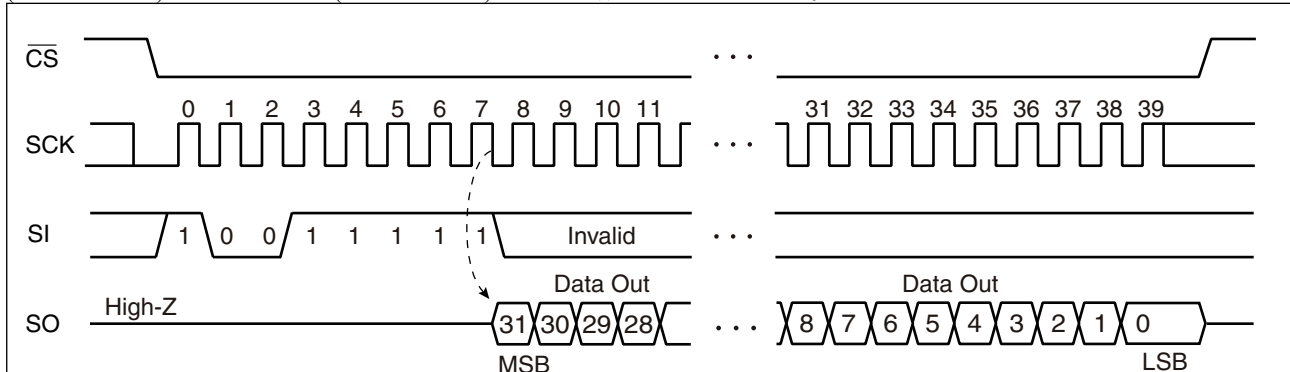 CS
. . .
0 1 2 3 4 5 6 7 8 9 10 11 31 32 33 34 35 36 37 38 39
SCK
. . .
SI 1 0 0 1 1 1 1 1 Invalid . . .
Data Out Data Out
High-Z
SO 31 30 29 28 . . . 8 7 6 5 4 3 2 1 0
MSB LSB